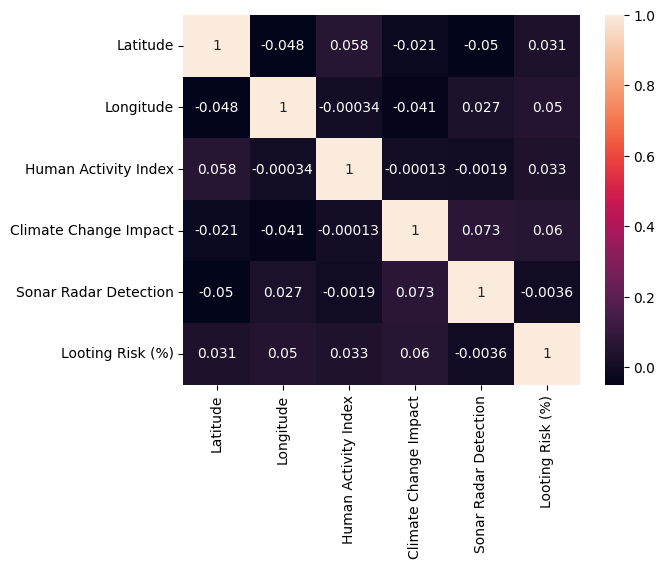 Latitude 1 -0.048 0.058 -0.021 -0.05 0.031
Longitude -0.048 1 -0.00034 -0.041 0.027 0.05
Human Activity Index 0.058 -0.00034 1 -0.00013 -0.0019 0.033
Climate Change Impact -0.021 -0.041 -0.00013 1 0.073 0.06
Sonar Radar Detection -0.05 0.027 -0.0019 0.073 1 -0.0036
Looting Risk (%) 0.031 0.05 0.033 0.06 -0.0036 1
Latitude
Longitude
Human Activity Index
Climate Change Impact
Sonar Radar Detection
Looting Risk (%)
1.0
0.8
0.6
0.4
0.2
0.0